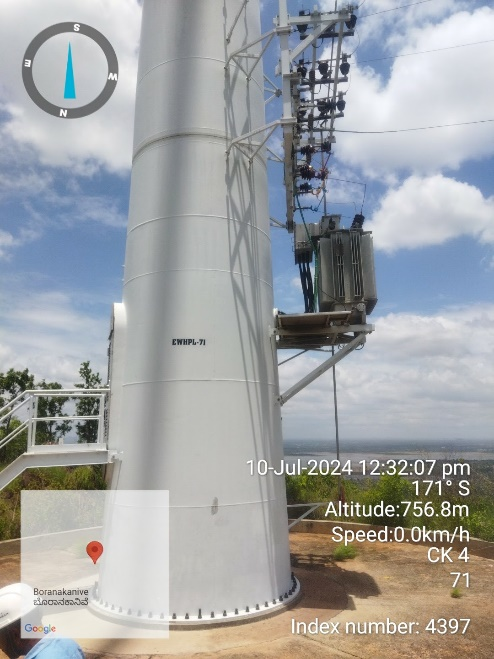 S
E
W
N
EWHPL-71
10-Jul-2024 12:32:07 pm
171° S
Altitude:756.8m
Speed:0.0km/h
CK 4
71
Boranakanive
ಬೋರಾನಕಾನಿವೆ
Google
Index number: 4397